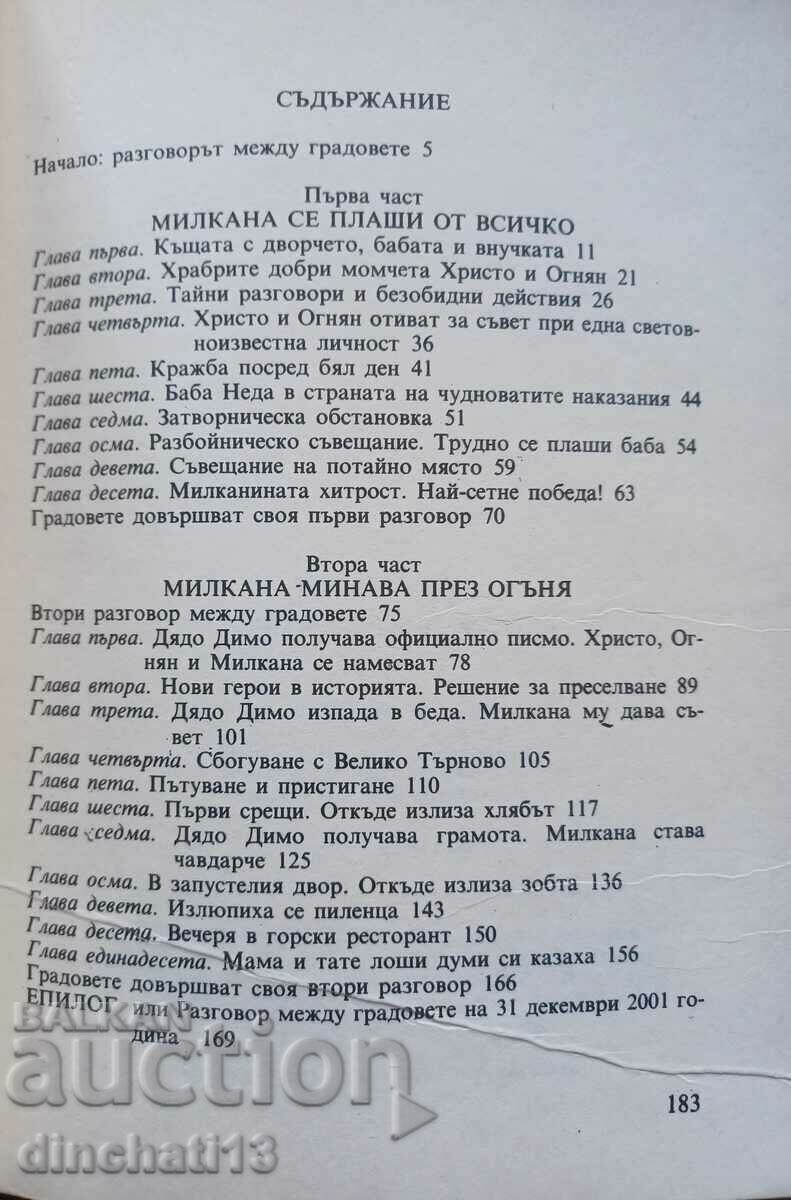 СЪДЪРЖАНИЕ
Начало: разговорът между градовете 5
Първа част
МИЛКАНА СЕ ПЛАШИ ОТ ВСИЧКО
Глава първа. Къщата с дворчето, бабата и внучката 11
Глава втора. Храбрите добри момчета Христо и Огнян 21
Глава трета. Тайни разговори и безобидни действия 26
Глава четвърта. Христо и Огнян отиват за съвет при една свето-
вноизвестна личност 36
Глава пета. Кражба посред бял ден 41
Глава шеста. Баба Неда в страната на чудноватите наказания 44
Глава седма. Затворническа обстановка 51
Глава осма. Разбойническо съвещание. Трудно се плаши баба 54
Глава девета. Съвещание на потайно място 59
Глава десета. Милканината хитрост. Най-сетне победа! 63
Градовете довършват своя първи разговор 70
Втора част
МИЛКАНА МИНАВА ПРЕЗ ОГЪНЯ
Втори разговор между градовете 75
Глава първа. Дядо Димо получава официално писмо. Христо, Ог-
нян и Милкана се намесват 78
Глава втора. Нови герои в историята. Решение за преселване 89
Глава трета. Дядо Димо изпада в беда. Милкана му дава съ-
вет 101
Глава четвърта. Сбогуване с Велико Търново 105
Глава пета. Пътуване и пристигане 110
Глава шеста. Първи срещи. Откъде излиза хлябът 117
Глава седма. Дядо Димо получава грамота. Милкана става
чавдарче 125
Глава осма. В запустелия двор. Откъде излиза зобта 136
Глава девета. Излюпиха се пиленца 143
Глава десета. Вечеря в горски ресторант 150
Глава единадесета. Мама и тате лоши думи си казаха 156
Градовете довършват своя втори разговор 166
ЕПИЛОГ или Разговор между градовете на 31 декември 2001 го-
дина 169
BALKAN
auction
183
dinchati13